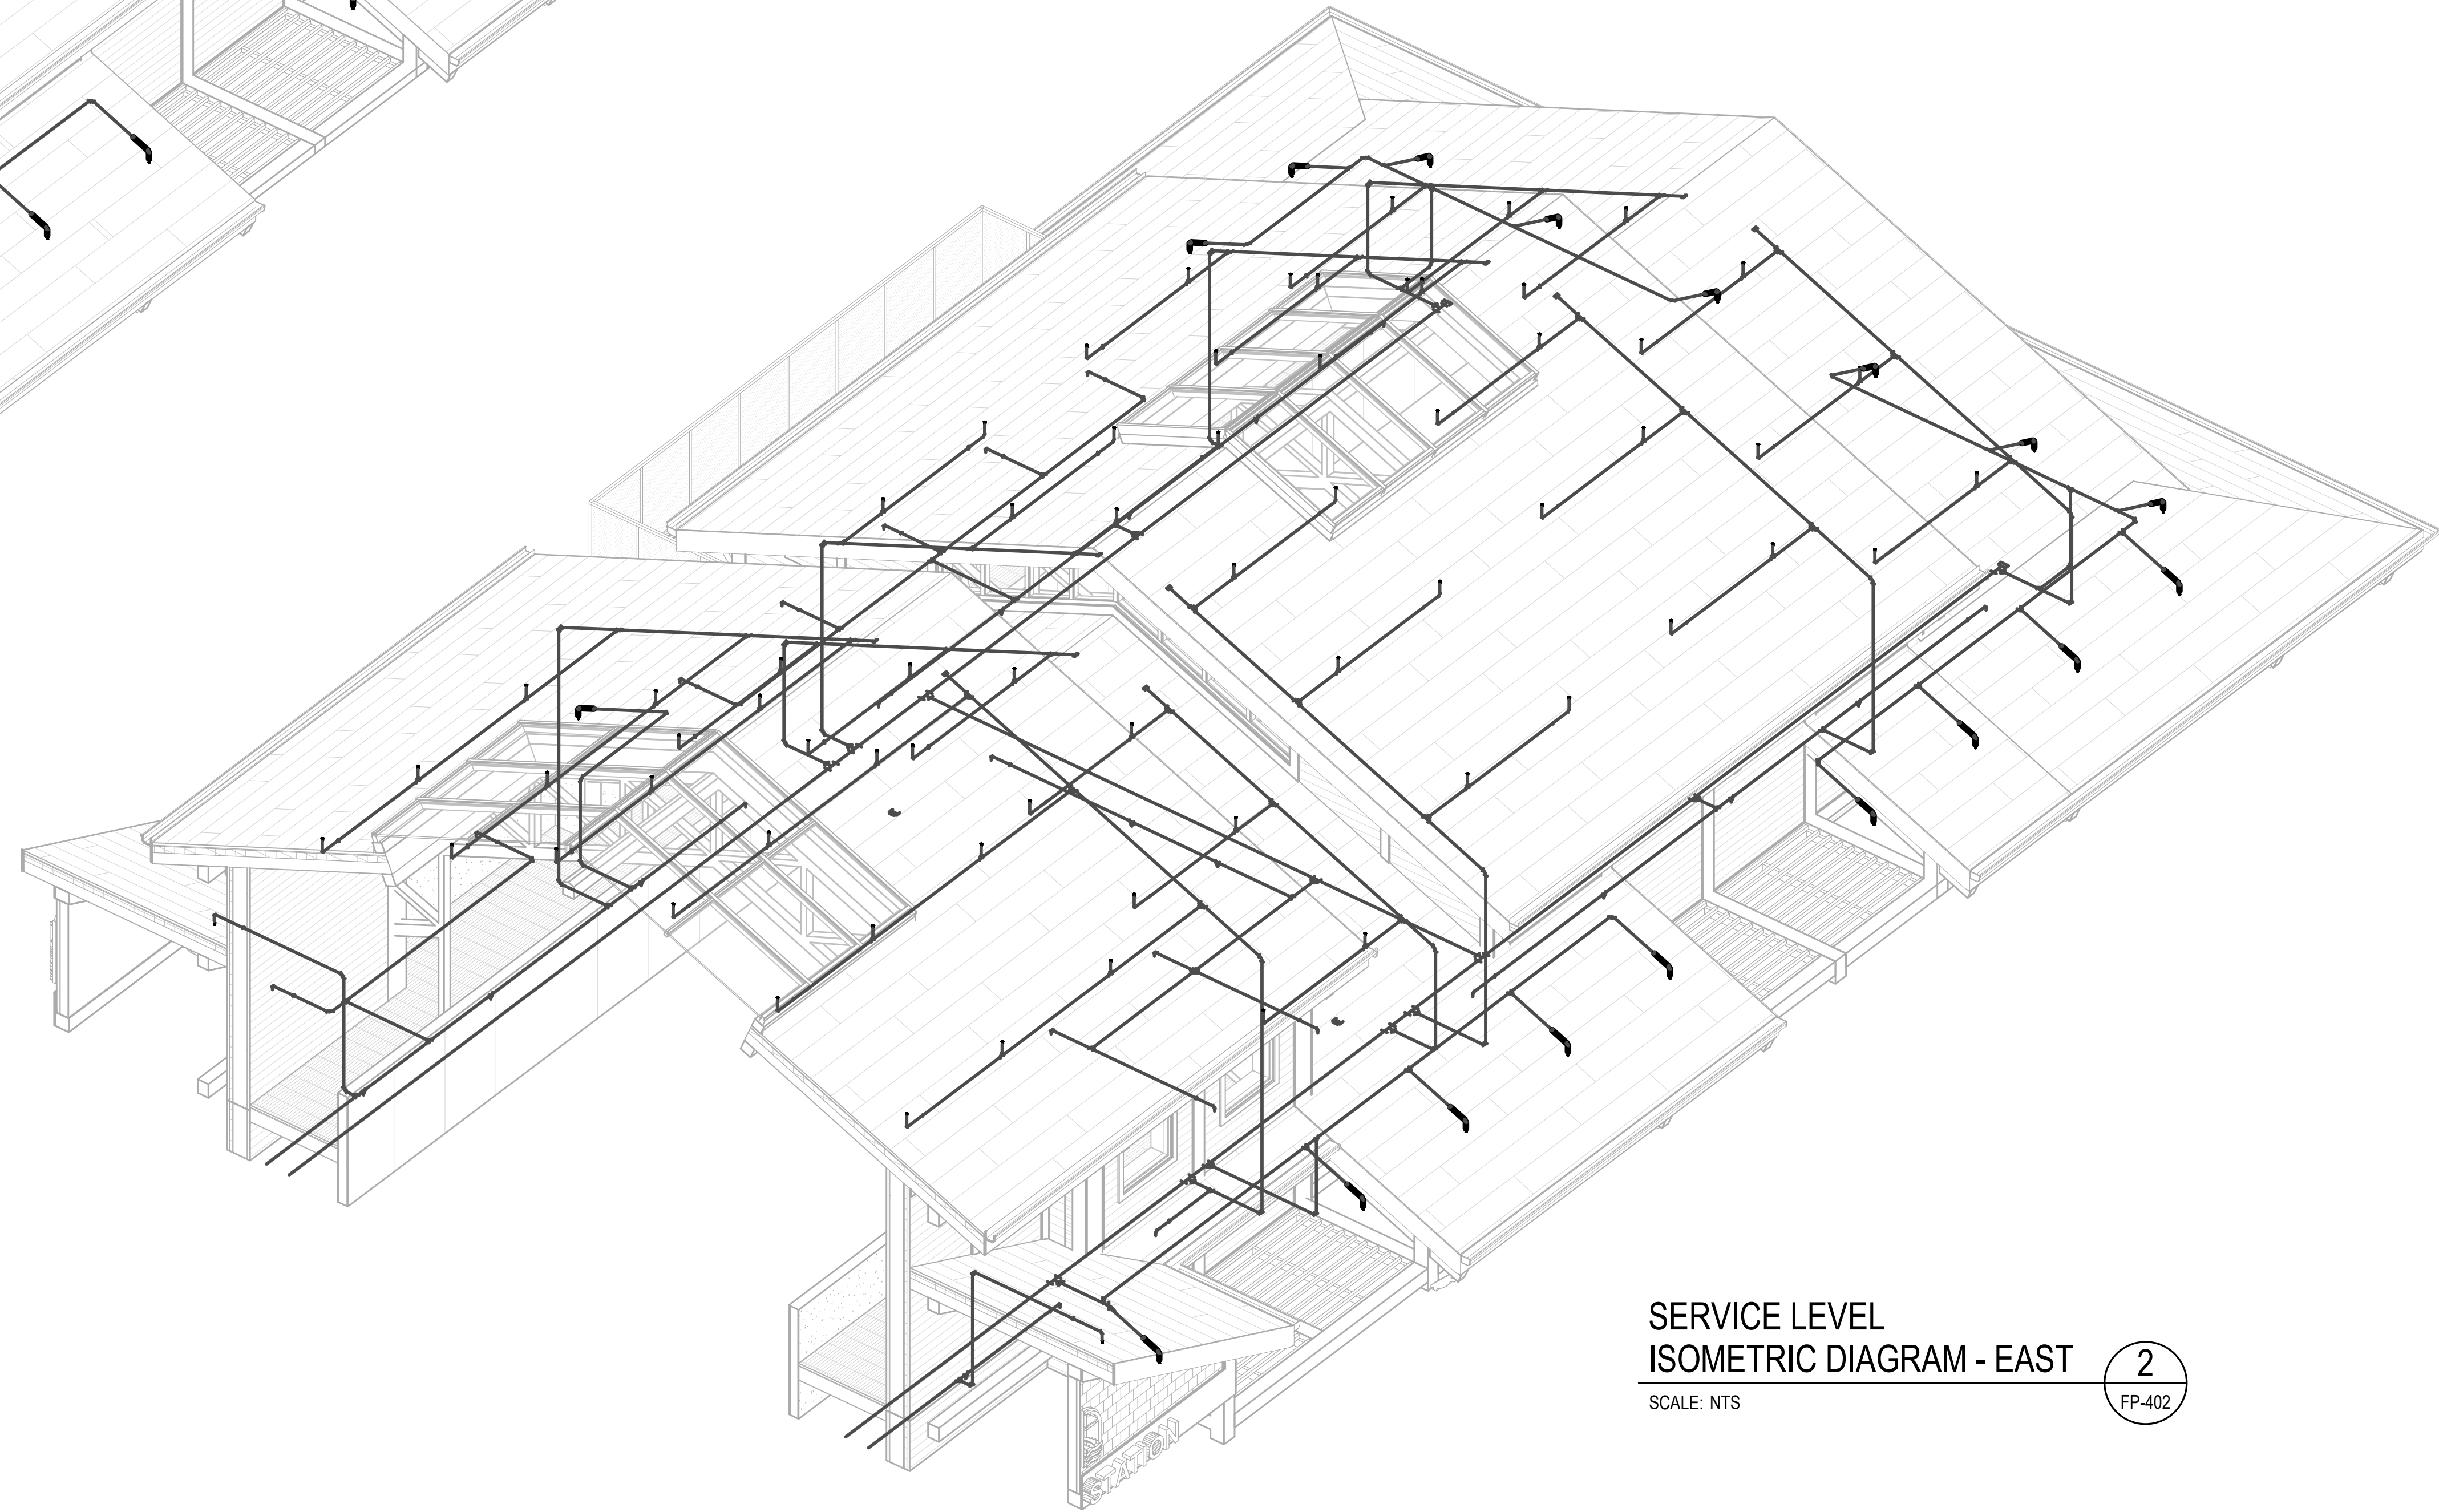 SERVICE LEVEL
ISOMETRIC DIAGRAM - EAST
2
SCALE: NTS
FP-402
STATION